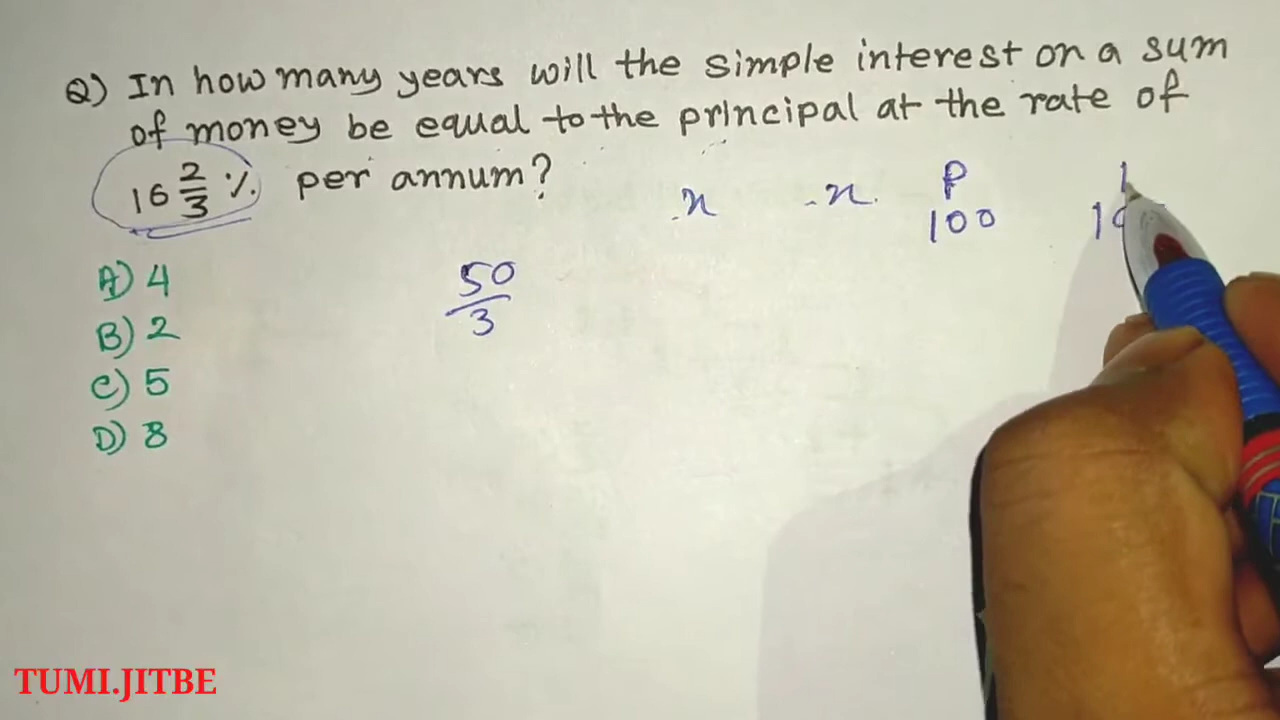 Q) In how many years will the simple interest on a sum
of money be equal to the principal at the rate of
16 2/3 % per annum?
x x P
100
A) 4
B) 2
C) 5
D) 8
50/3
TUMI.JITBE